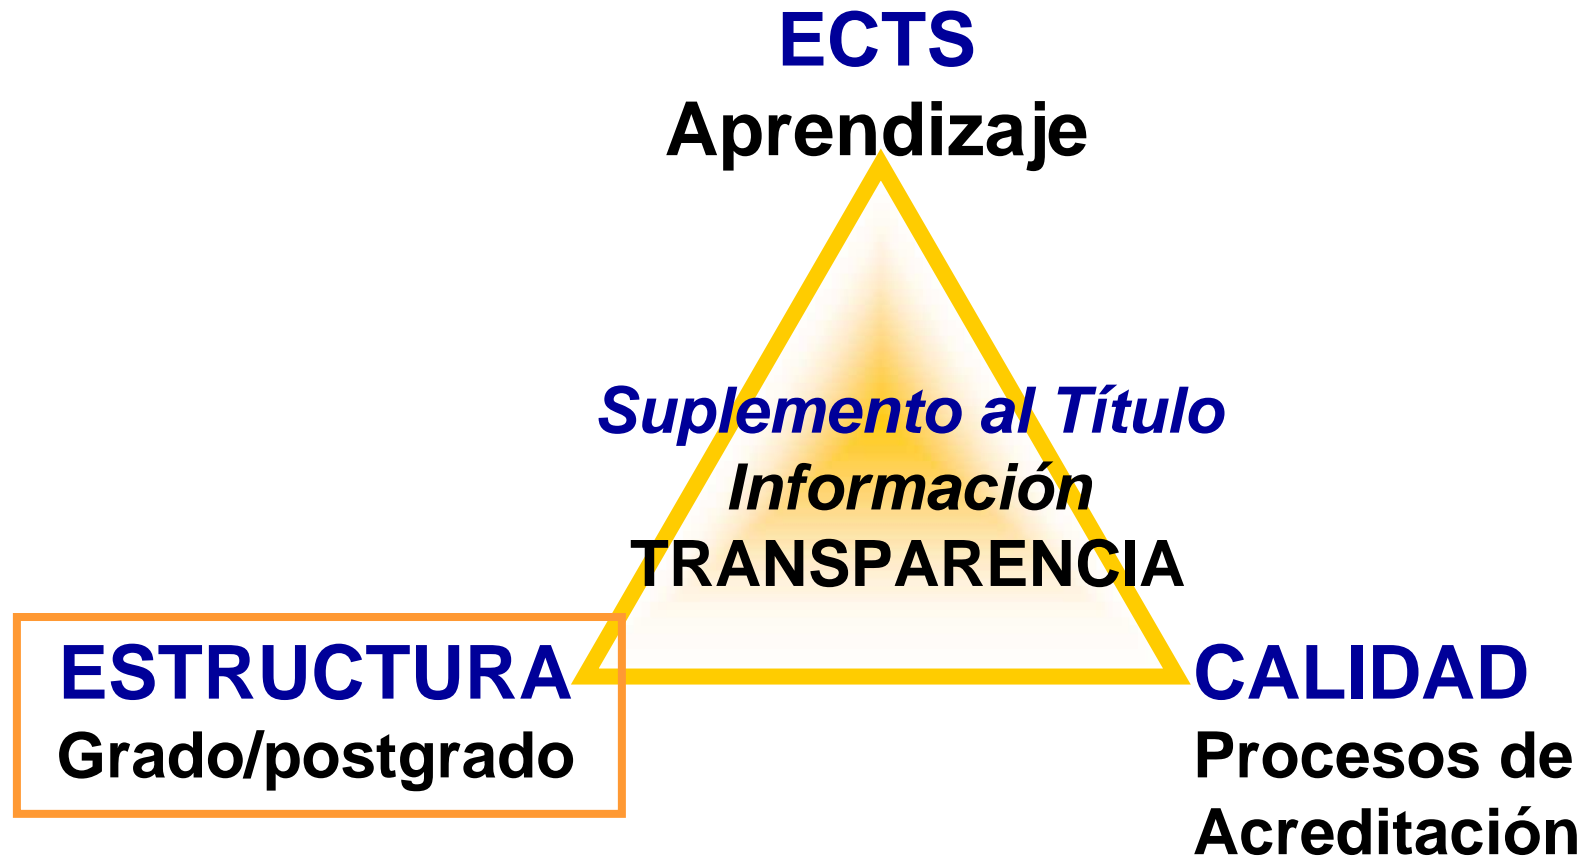 ECTS
Aprendizaje
Suplemento al Título
Información
TRANSPARENCIA
ESTRUCTURA
Grado/postgrado
CALIDAD
Procesos de
Acreditación